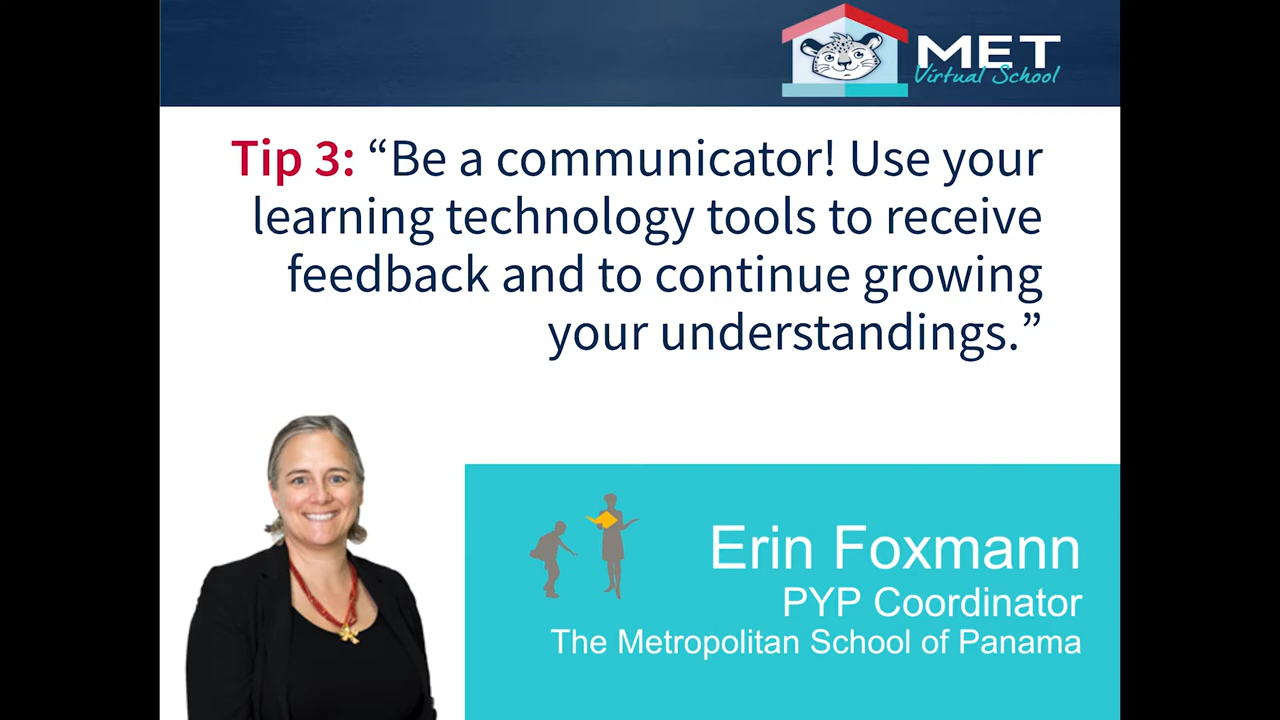 MET
Virtual School
Tip 3: “Be a communicator! Use your
learning technology tools to receive
feedback and to continue growing
your understandings.”
Erin Foxmann
PYP Coordinator
The Metropolitan School of Panama